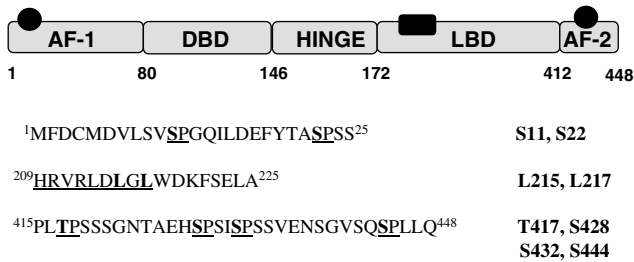 AF-1 DBD HINGE LBD AF-2
1 80 146 172 412 448
¹MFDCMDVLSVSPGQILDEFYTASPSS²⁵ S11, S22
²⁰⁹HRVRLDLGLWDKFSELA²²⁵ L215, L217
⁴¹⁵PLTPSSSGNTAEHSPSISPSSVENSGVSQSPLLQ⁴⁴⁸ T417, S428
S432, S444